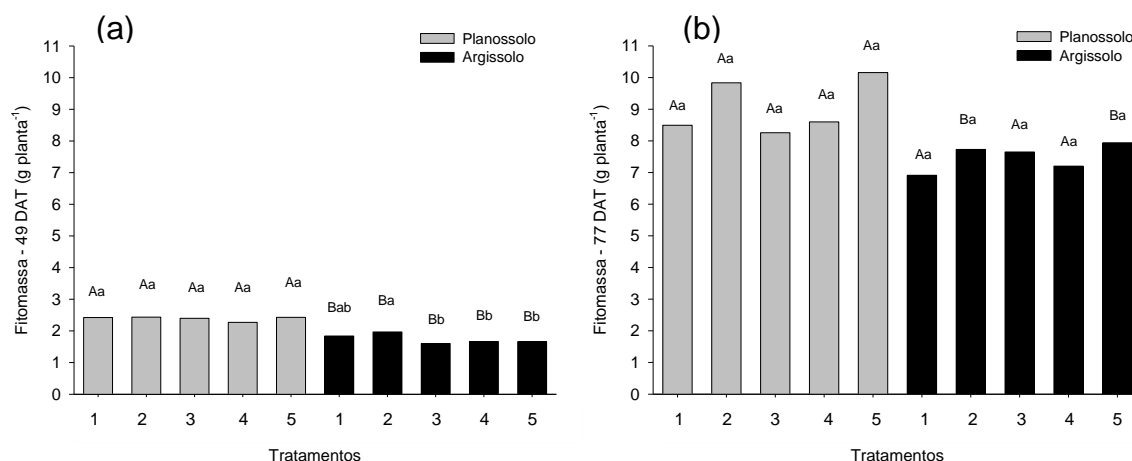 (a)
Planossolo
Argissolo
Fitomassa - 49 DAT (g planta-1)
11
10
9
8
7
6
5
4
3
2
1
0
Aa Aa Aa Aa Aa Bab Ba Bb Bb Bb
1 2 3 4 5 1 2 3 4 5
Tratamentos
(b)
Planossolo
Argissolo
Fitomassa - 77 DAT (g planta-1)
11
10
9
8
7
6
5
4
3
2
1
0
Aa Aa Aa Aa Aa Aa Ba Aa Aa Ba
1 2 3 4 5 1 2 3 4 5
Tratamentos